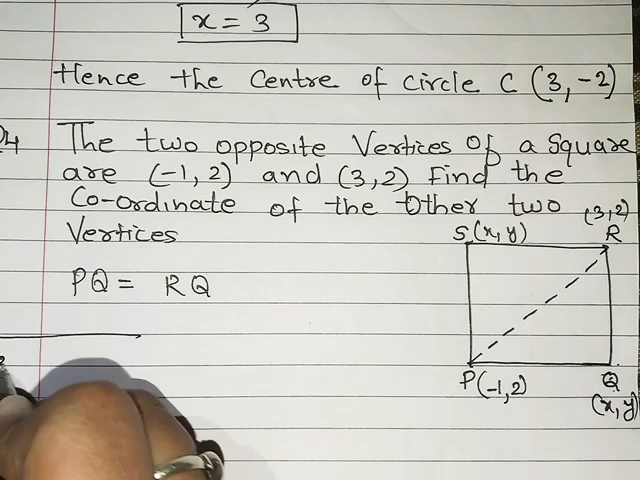 x = 3
Hence the Centre of Circle C (3, -2)
The two opposite Vertices Of a Square
are (-1, 2) and (3, 2) Find the
Co-ordinate of the Other two
Vertices
(3, 2)
S(x, y) R
PQ = RQ
P(-1, 2) Q
(x, y)